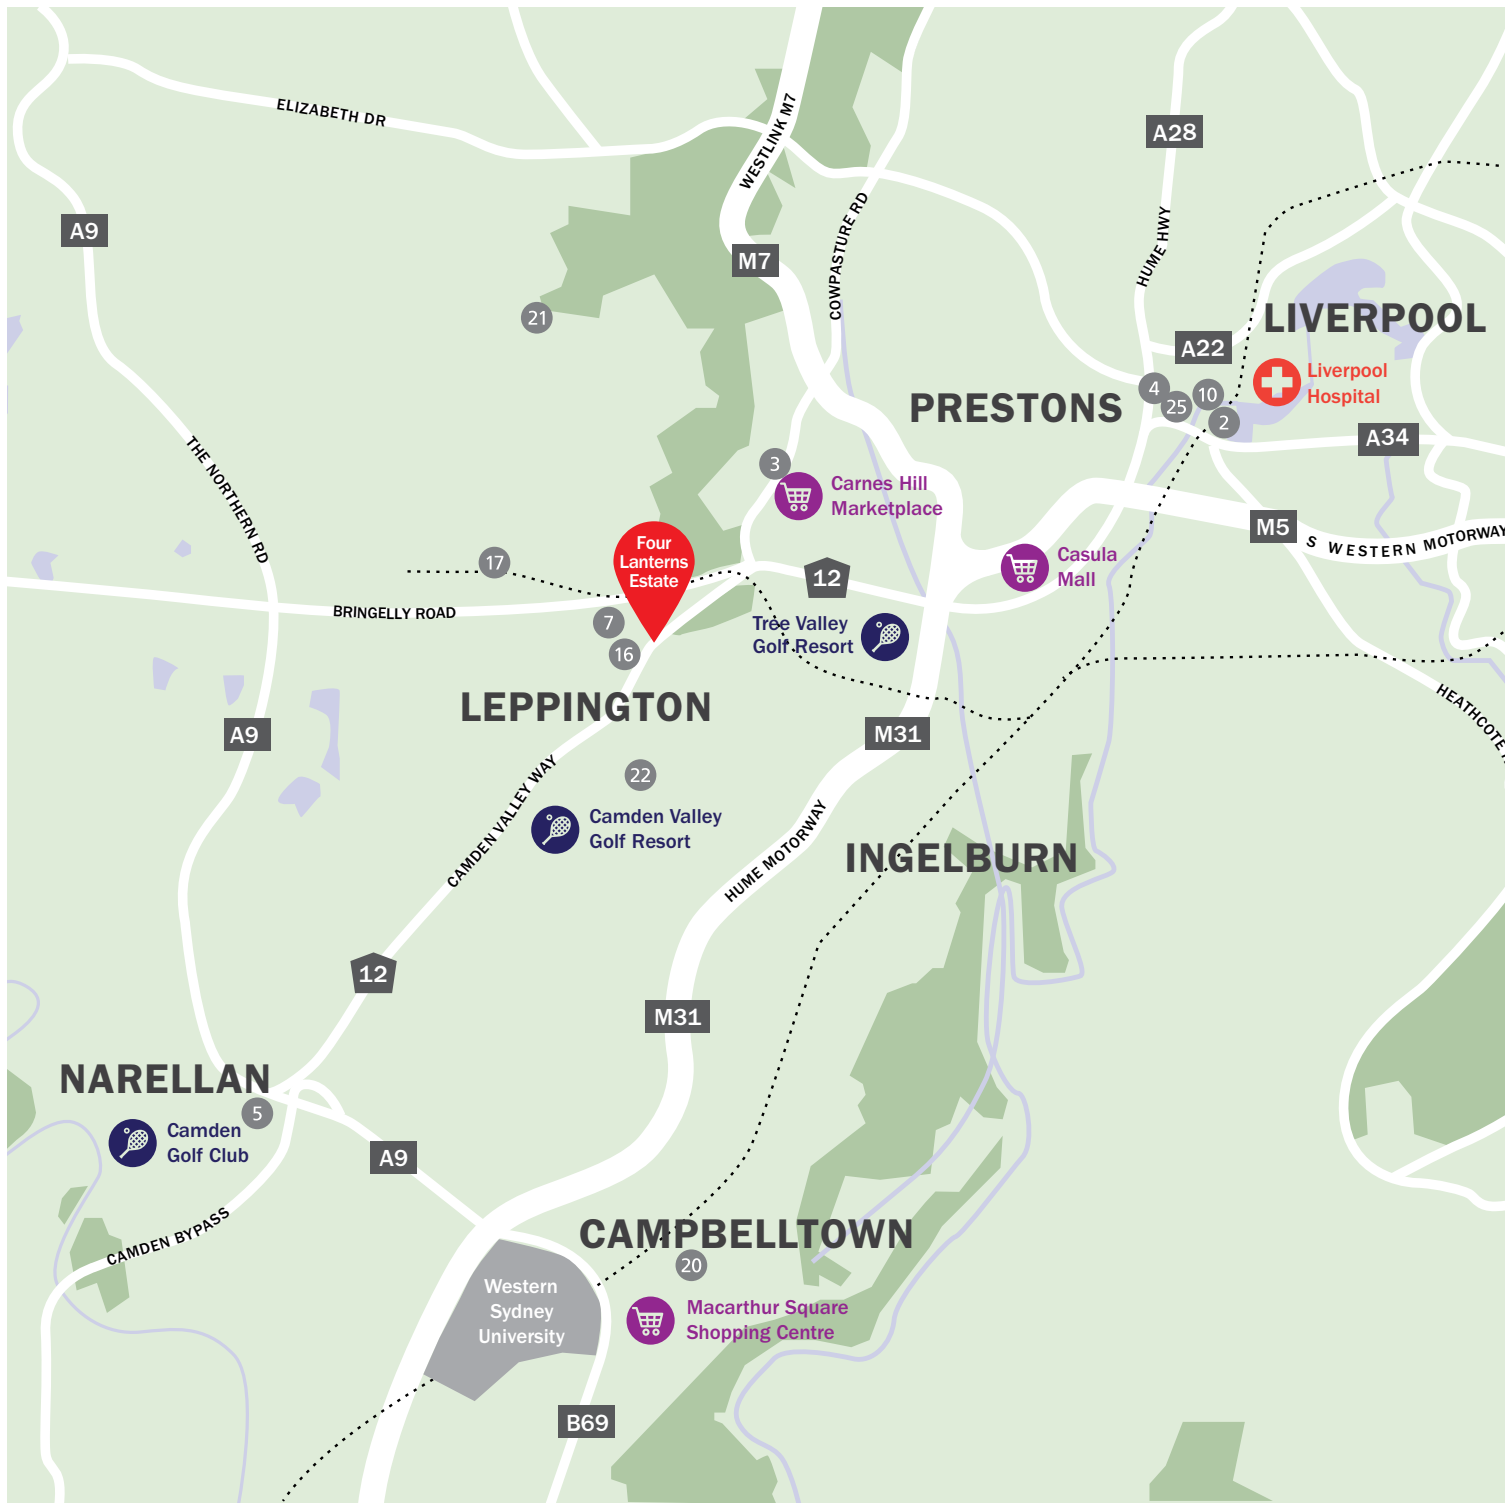 ELIZABETH DR
WESTLINK M7
A28
A9
COWPASTURE RD
HUME HWY
M7
21
LIVERPOOL
A22
Liverpool
Hospital
4
25
10
2
PRESTONS
A34
THE NORTHERN RD
3
Carnes Hill
Marketplace
M5
S WESTERN MOTORWAY
Four
Lanterns
Estate
17
12
Casula
Mall
BRINGELLY ROAD
7
16
Tree Valley
Golf Resort
LEPPINGTON
A9
M31
HEATHCOTE
CAMDEN VALLEY WAY
22
Camden Valley
Golf Resort
HUME MOTORWAY
INGELBURN
12
M31
NARELLAN
5
Camden
Golf Club
A9
CAMDEN BYPASS
CAMPBELLTOWN
20
Western
Sydney
University
Macarthur Square
Shopping Centre
B69